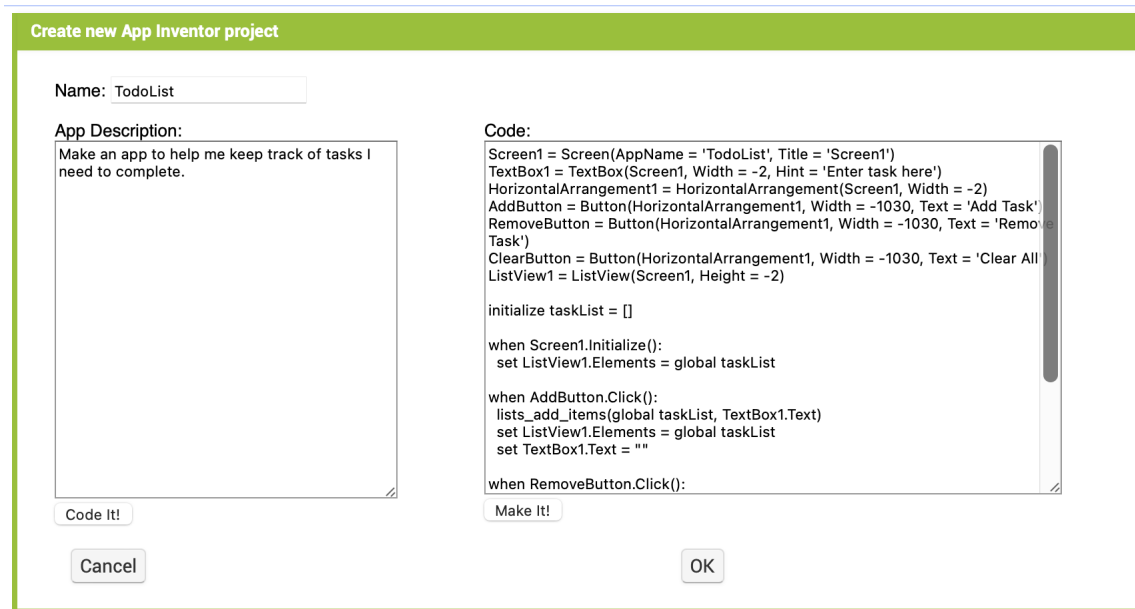 Create new App Inventor project
Name: TodoList
App Description:
Make an app to help me keep track of tasks I
need to complete.
Code It!
Cancel
Code:
Screen1 = Screen(AppName = 'TodoList', Title = 'Screen1')
TextBox1 = TextBox(Screen1, Width = -2, Hint = 'Enter task here')
HorizontalArrangement1 = HorizontalArrangement(Screen1, Width = -2)
AddButton = Button(HorizontalArrangement1, Width = -1030, Text = 'Add Task')
RemoveButton = Button(HorizontalArrangement1, Width = -1030, Text = 'Remove
Task')
ClearButton = Button(HorizontalArrangement1, Width = -1030, Text = 'Clear All')
ListView1 = ListView(Screen1, Height = -2)
initialize taskList = []
when Screen1.Initialize():
set ListView1.Elements = global taskList
when AddButton.Click():
lists_add_items(global taskList, TextBox1.Text)
set ListView1.Elements = global taskList
set TextBox1.Text = ""
when RemoveButton.Click():
Make It!
OK